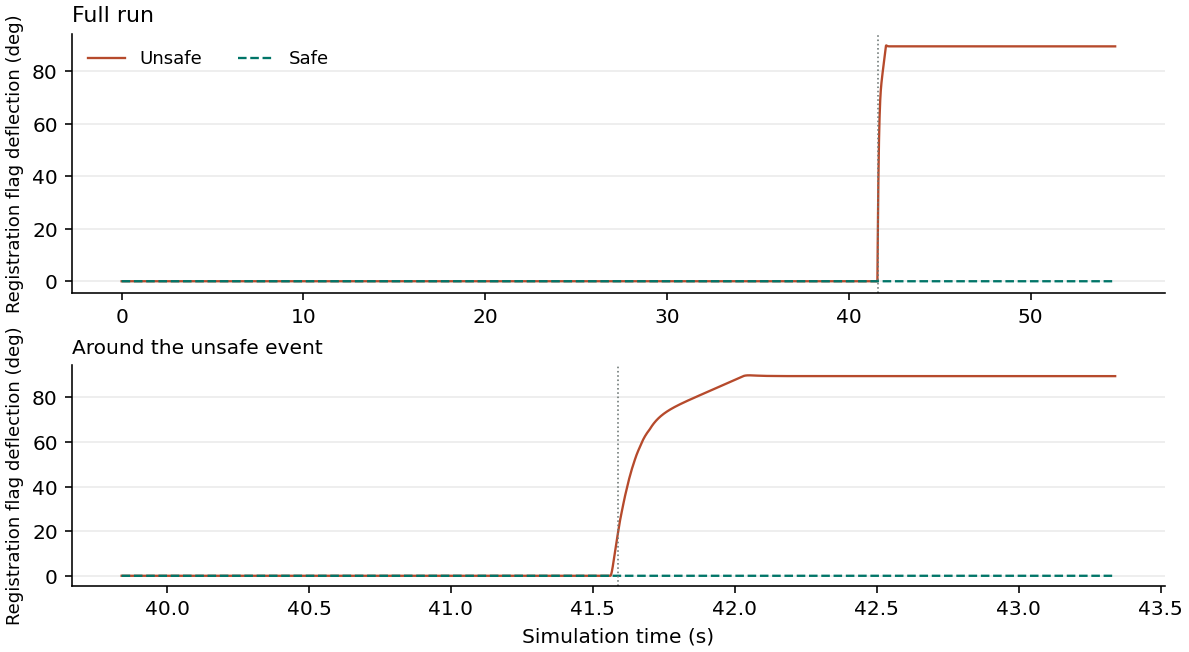 Full run
Registration flag deflection (deg)
Unsafe
Safe
80
60
40
20
0
0 10 20 30 40 50
Around the unsafe event
Registration flag deflection (deg)
80
60
40
20
0
40.0 40.5 41.0 41.5 42.0 42.5 43.0 43.5
Simulation time (s)